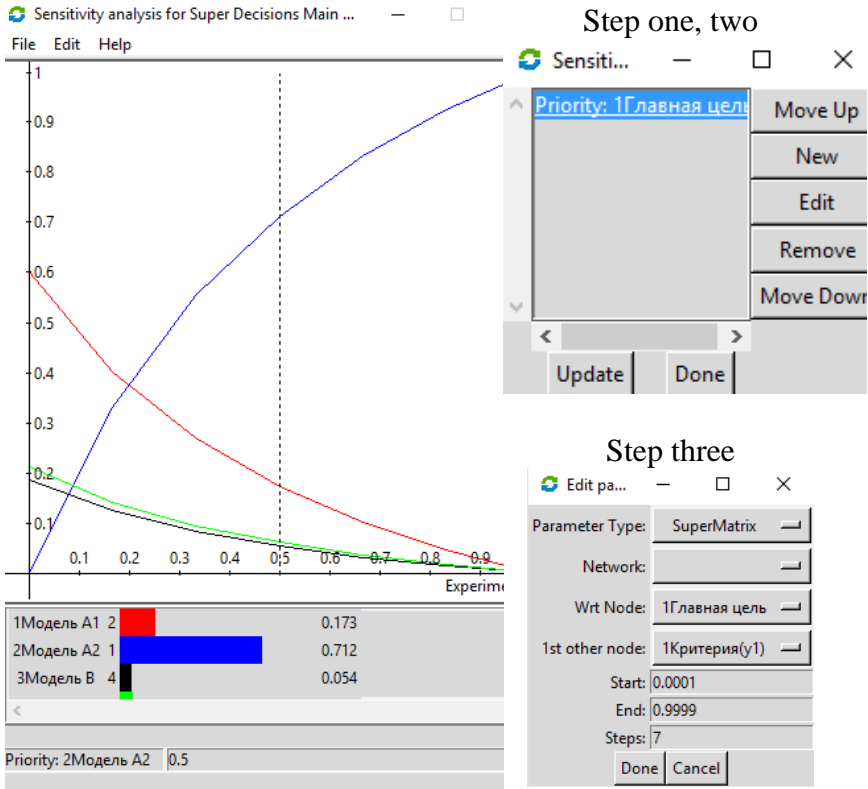 Sensitivity analysis for Super Decisions Main ...
File Edit Help
1
0.9
0.8
0.7
0.6
0.5
0.4
0.3
0.2
0.1
0.1 0.2 0.3 0.4 0.5 0.6 0.7 0.8 0.9
Experime
1Модель A1 2 0.173
2Модель A2 1 0.712
3Модель B 4 0.054
Priority: 2Модель A2 0.5
Step one, two
Sensiti...
Priority: 1Главная цель
Move Up
New
Edit
Remove
Move Down
Update Done
Step three
Edit pa...
Parameter Type: SuperMatrix
Network:
Wrt Node: 1Главная цель
1st other node: 1Критерия(y1)
Start: 0.0001
End: 0.9999
Steps: 7
Done Cancel